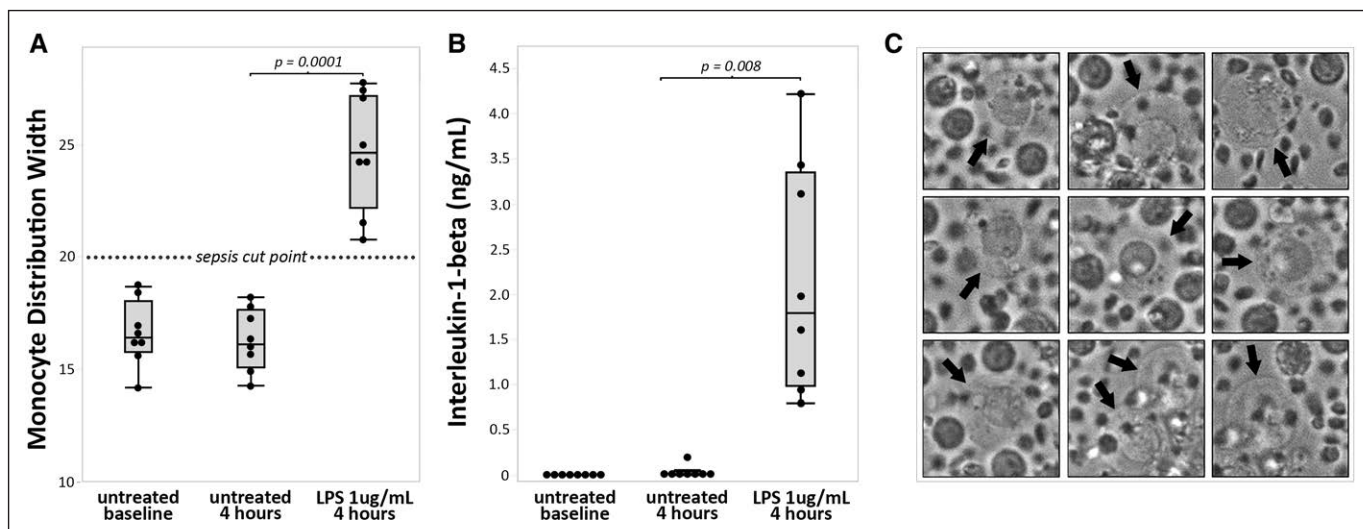 A
Monocyte Distribution Width
p = 0.0001
25
20
sepsis cut point
15
10
untreated baseline
untreated 4 hours
LPS 1ug/mL 4 hours
B
Interleukin-1-beta (ng/mL)
p = 0.008
4.5
4.0
3.5
3.0
2.5
2.0
1.5
1.0
0.5
0
untreated baseline
untreated 4 hours
LPS 1ug/mL 4 hours
C